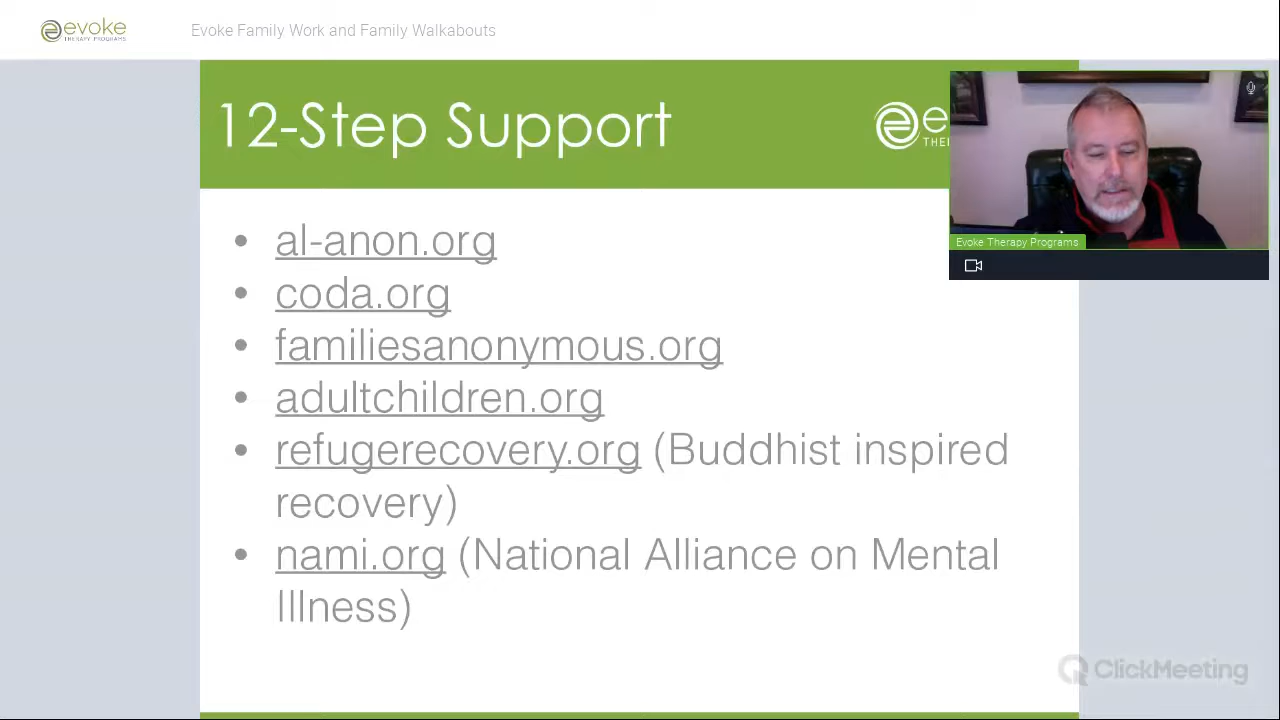 evoke
THERAPY PROGRAMS
Evoke Family Work and Family Walkabouts
12-Step Support
e
THE
Evoke Therapy Programs
• al-anon.org
• coda.org
• familiesanonymous.org
• adultchildren.org
• refugerecovery.org (Buddhist inspired
recovery)
• nami.org (National Alliance on Mental
Illness)
ClickMeeting